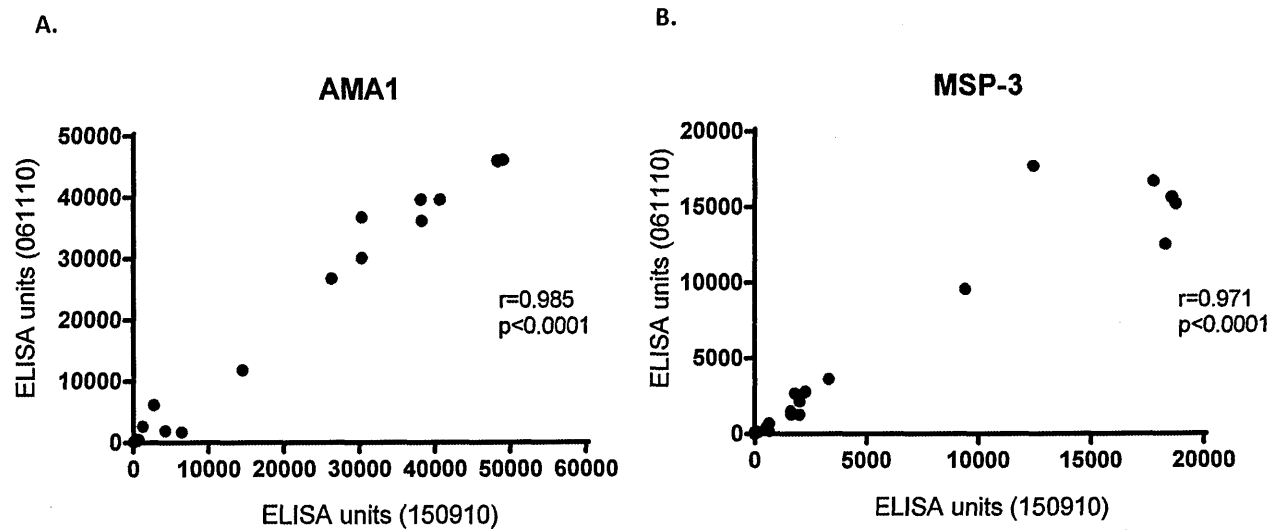 A.
AMA1
50000
40000
30000
20000
10000
0
ELISA units (061110)
r=0.985
p<0.0001
0 10000 20000 30000 40000 50000 60000
ELISA units (150910)
B.
MSP-3
20000
15000
10000
5000
0
ELISA units (061110)
r=0.971
p<0.0001
0 5000 10000 15000 20000
ELISA units (150910)